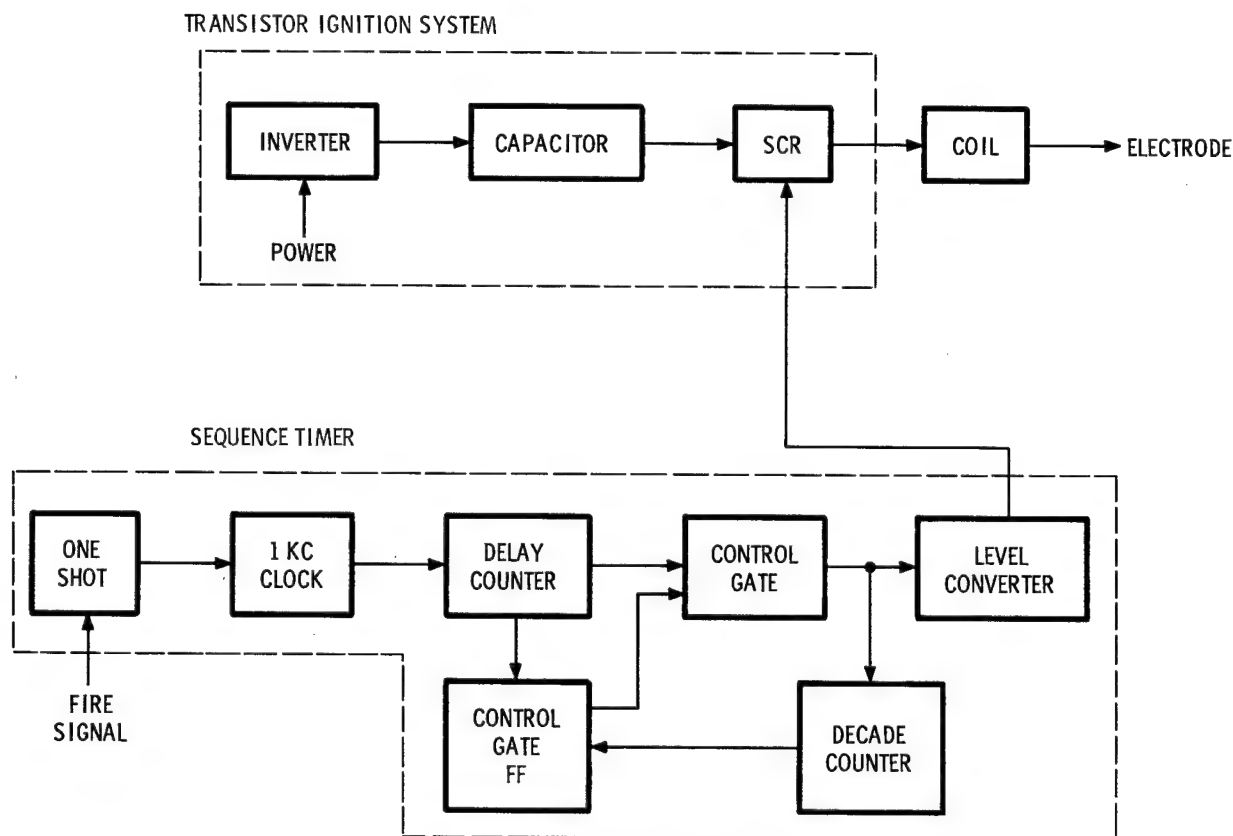 TRANSISTOR IGNITION SYSTEM
INVERTER
CAPACITOR
SCR
COIL
ELECTRODE
POWER
SEQUENCE TIMER
ONE
SHOT
1 KC
CLOCK
DELAY
COUNTER
CONTROL
GATE
LEVEL
CONVERTER
FIRE
SIGNAL
CONTROL
GATE
FF
DECADE
COUNTER